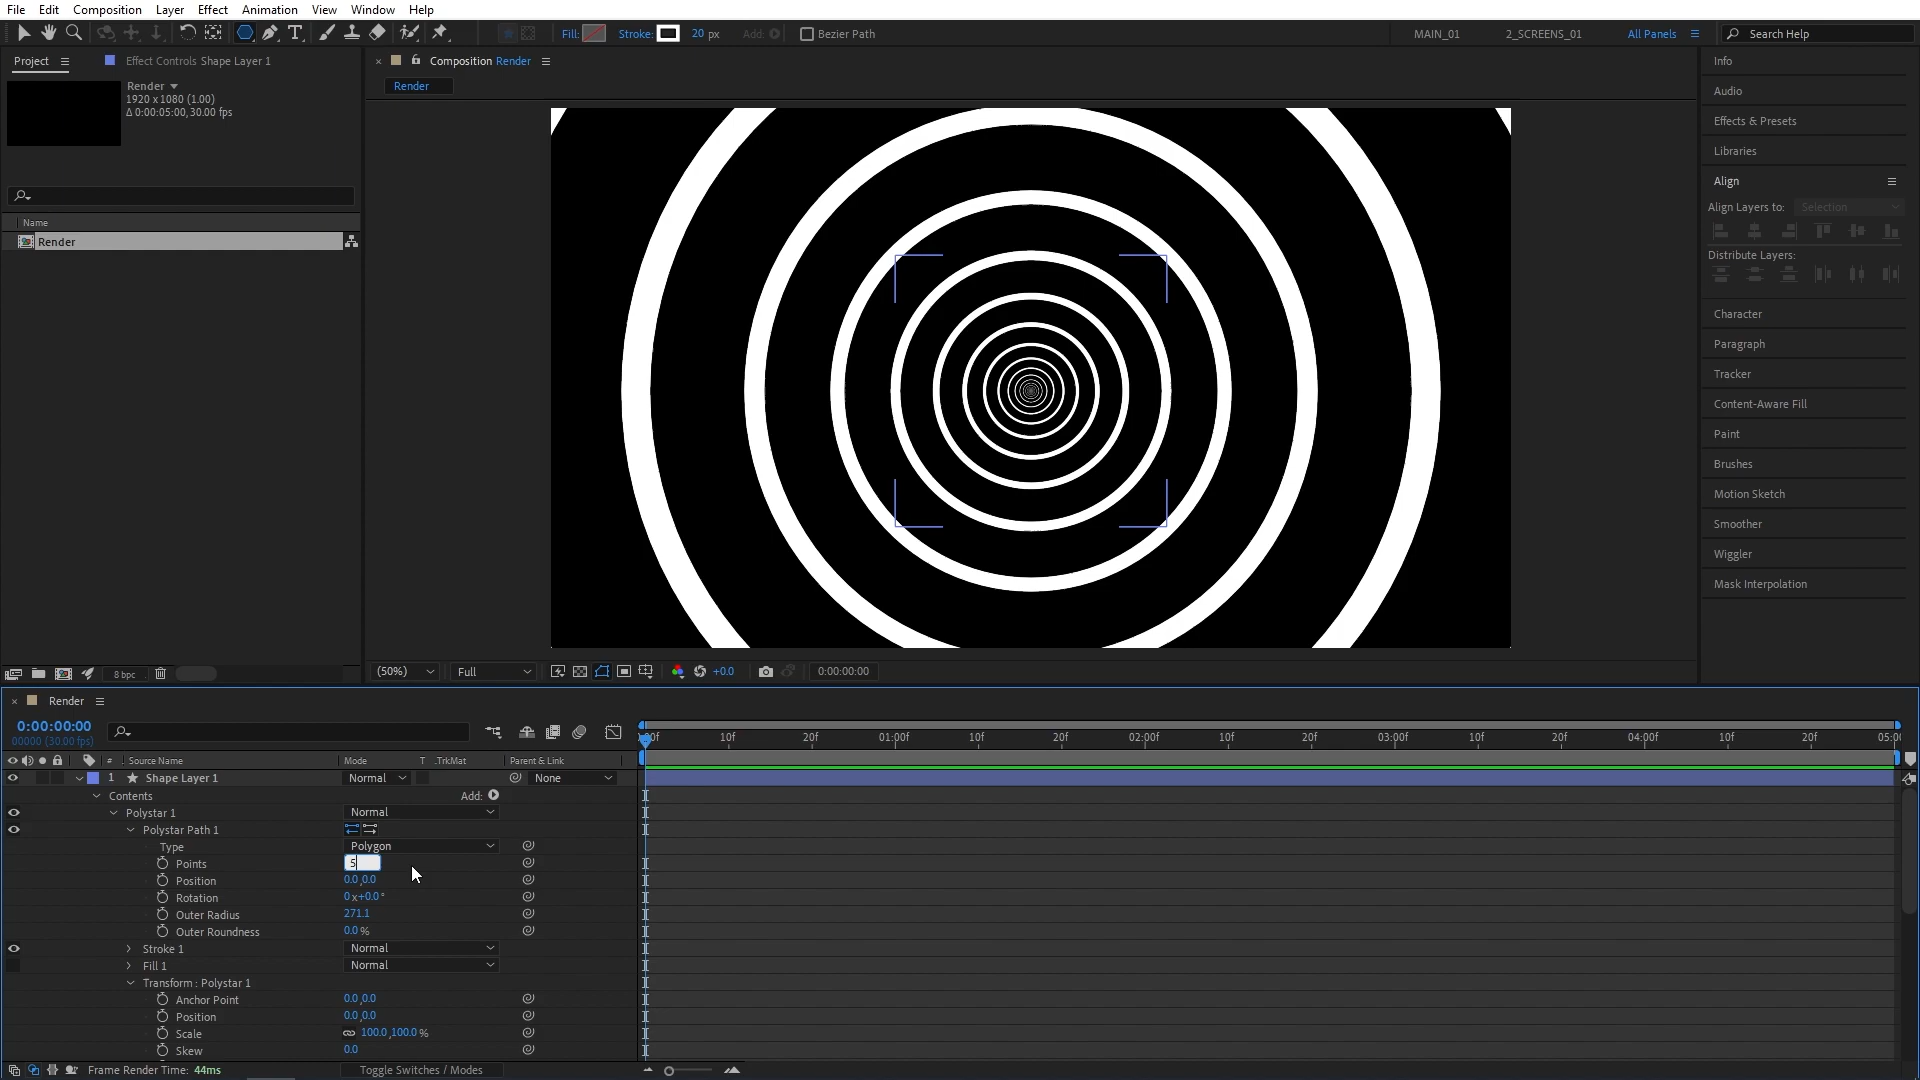 File Edit Composition Layer Effect Animation View Window Help
Fill: Stroke: 20 px Add: Bezier Path MAIN_01 2_SCREENS_01 All Panels Search Help
Project Effect Controls Shape Layer 1
Render
1920 x 1080 (1.00)
Δ 0:00:05:00, 30.00 fps
Name
Render
8 bpc
Composition Render
Render
(50%) Full +0.0 0:00:00:00
Info
Audio
Effects & Presets
Libraries
Align
Align Layers to: Selection
Distribute Layers:
Character
Paragraph
Tracker
Content-Aware Fill
Paint
Brushes
Motion Sketch
Smoother
Wiggler
Mask Interpolation
Render
0:00:00:00
00000 (30.00 fps)
10f 20f 01:00f 10f 20f 02:00f 10f 20f 03:00f 10f 20f 04:00f 10f 20f
# Source Name Mode T .TrkMat Parent & Link
1 Shape Layer 1 Normal None
Contents Add:
Polystar 1 Normal
Polystar Path 1
Type Polygon
Points 5
Position 0.0,0.0
Rotation 0x+0.0°
Outer Radius 271.1
Outer Roundness 0.0%
Stroke 1 Normal
Fill 1 Normal
Transform : Polystar 1
Anchor Point 0.0,0.0
Position 0.0,0.0
Scale 100.0,100.0%
Skew 0.0
Frame Render Time: 44ms Toggle Switches / Modes